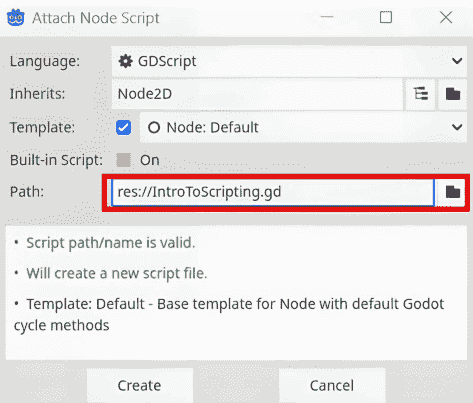 Attach Node Script
Language: GDScript
Inherits: Node2D
Template: Node: Default
Built-in Script: On
Path: res://IntroToScripting.gd
• Script path/name is valid.
• Will create a new script file.
• Template: Default - Base template for Node with default Godot
cycle methods
Create Cancel